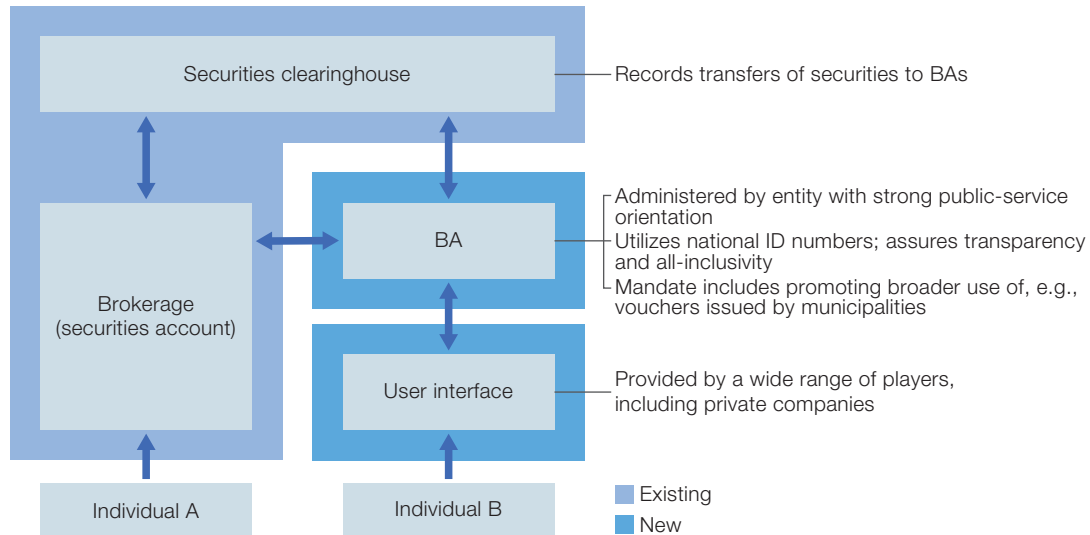 Securities clearinghouse
Records transfers of securities to BAs
BA
Administered by entity with strong public-service
orientation
Utilizes national ID numbers; assures transparency
and all-inclusivity
Mandate includes promoting broader use of, e.g.,
vouchers issued by municipalities
Brokerage
(securities account)
User interface
Provided by a wide range of players,
including private companies
Individual A
Individual B
Existing
New